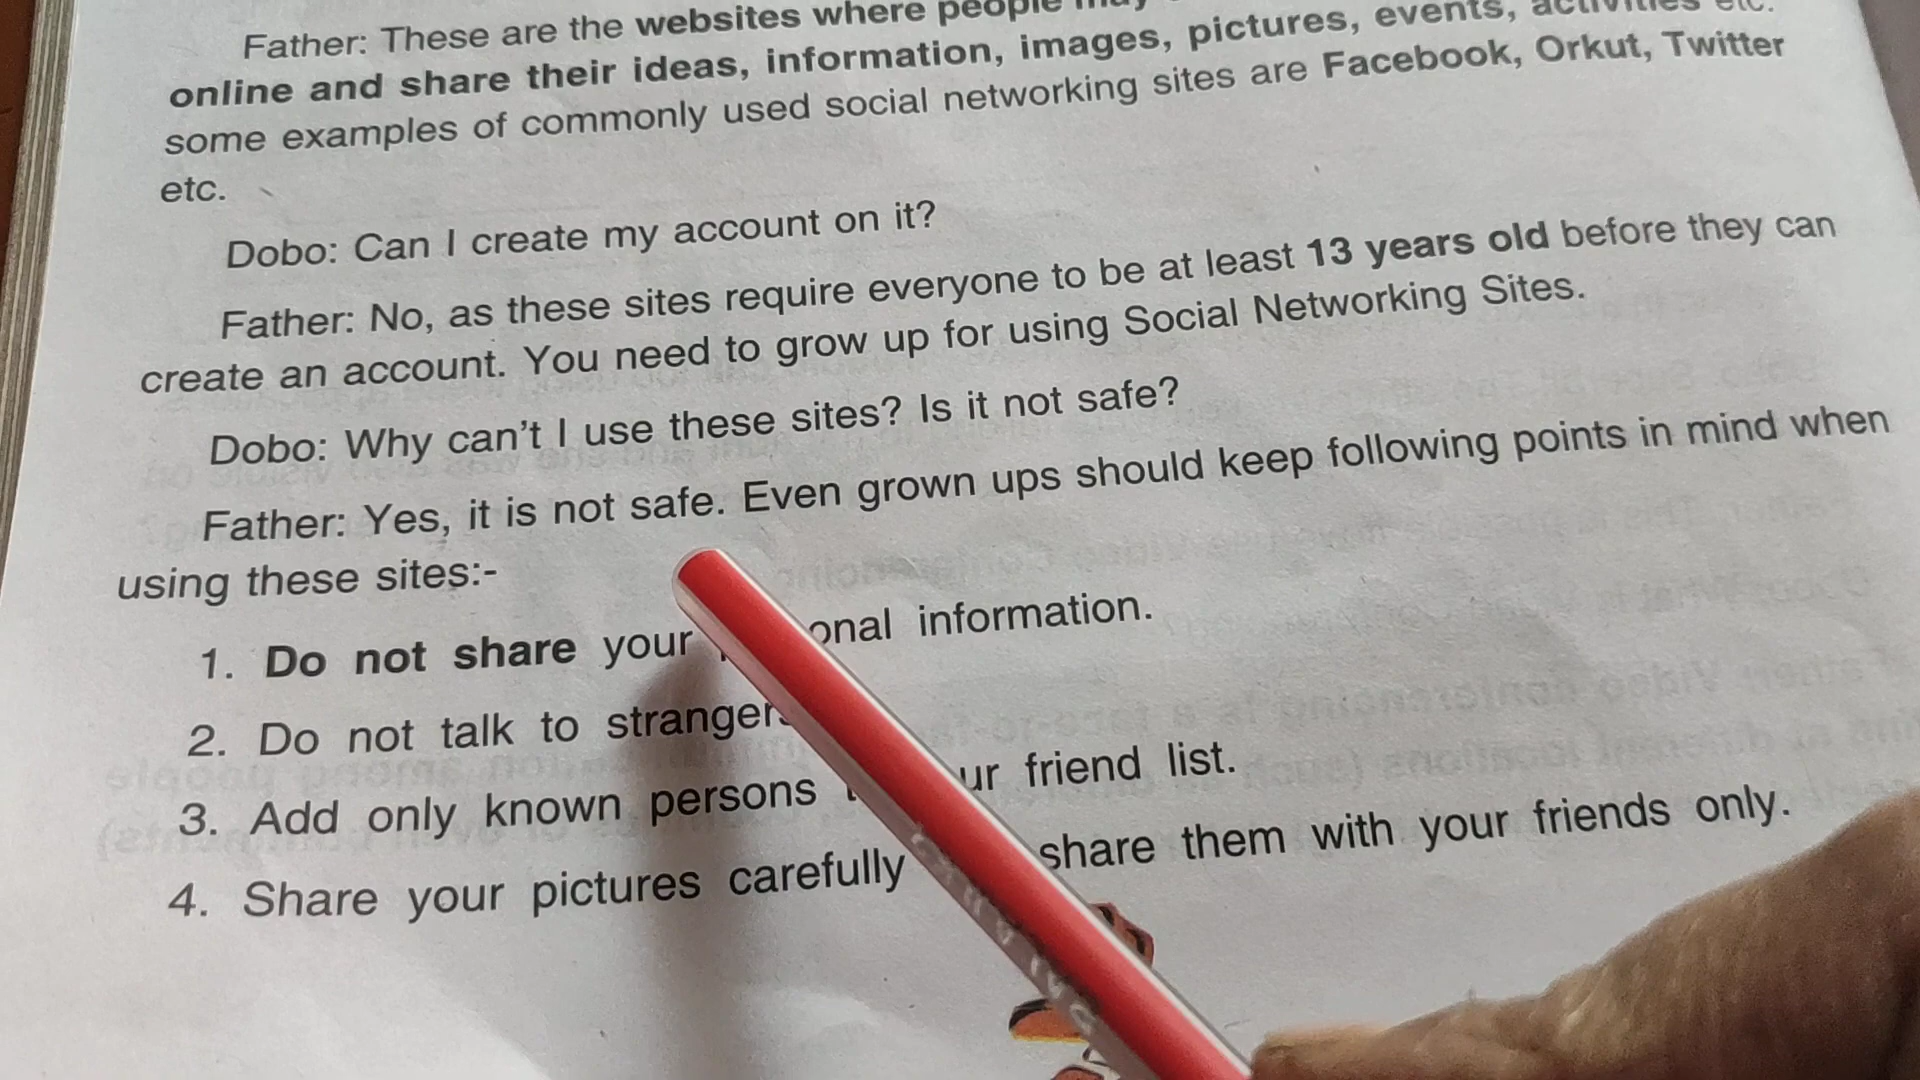 Father: These are the websites where people
online and share their ideas, information, images, pictures, events, activities etc.
some examples of commonly used social networking sites are Facebook, Orkut, Twitter
etc.
Dobo: Can I create my account on it?
Father: No, as these sites require everyone to be at least 13 years old before they can
create an account. You need to grow up for using Social Networking Sites.
Dobo: Why can't I use these sites? Is it not safe?
Father: Yes, it is not safe. Even grown ups should keep following points in mind when
using these sites:-
1. Do not share your onal information.
2. Do not talk to stranger
3. Add only known persons ur friend list.
4. Share your pictures carefully share them with your friends only.